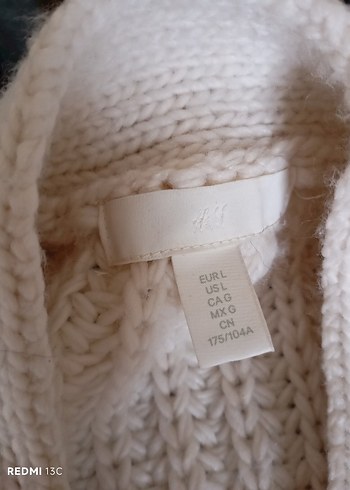 EUR L
US L
CA G
MX G
CN
175/104A
REDMI 13C